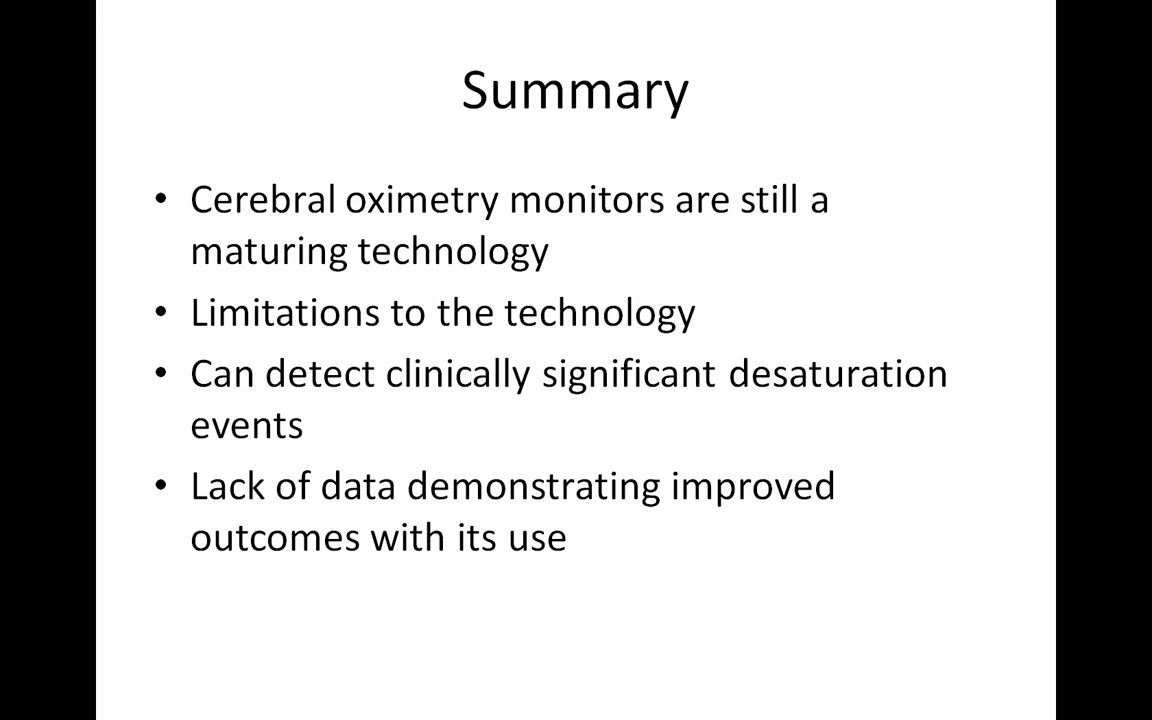 Summary
• Cerebral oximetry monitors are still a
maturing technology
• Limitations to the technology
• Can detect clinically significant desaturation
events
• Lack of data demonstrating improved
outcomes with its use